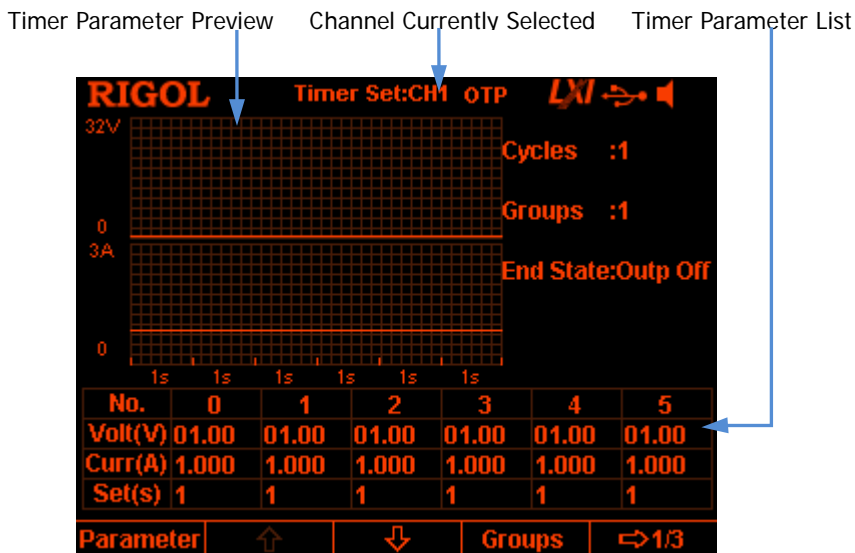 Timer Parameter Preview Channel Currently Selected Timer Parameter List
RIGOL Timer Set:CH1 OTP LXI
32V
Cycles :1
Groups :1
0
3A
End State:Outp Off
0
1s 1s 1s 1s 1s 1s
No. 0 1 2 3 4 5
Volt(V) 01.00 01.00 01.00 01.00 01.00 01.00
Curr(A) 1.000 1.000 1.000 1.000 1.000 1.000
Set(s) 1 1 1 1 1 1
Parameter Groups 1/3